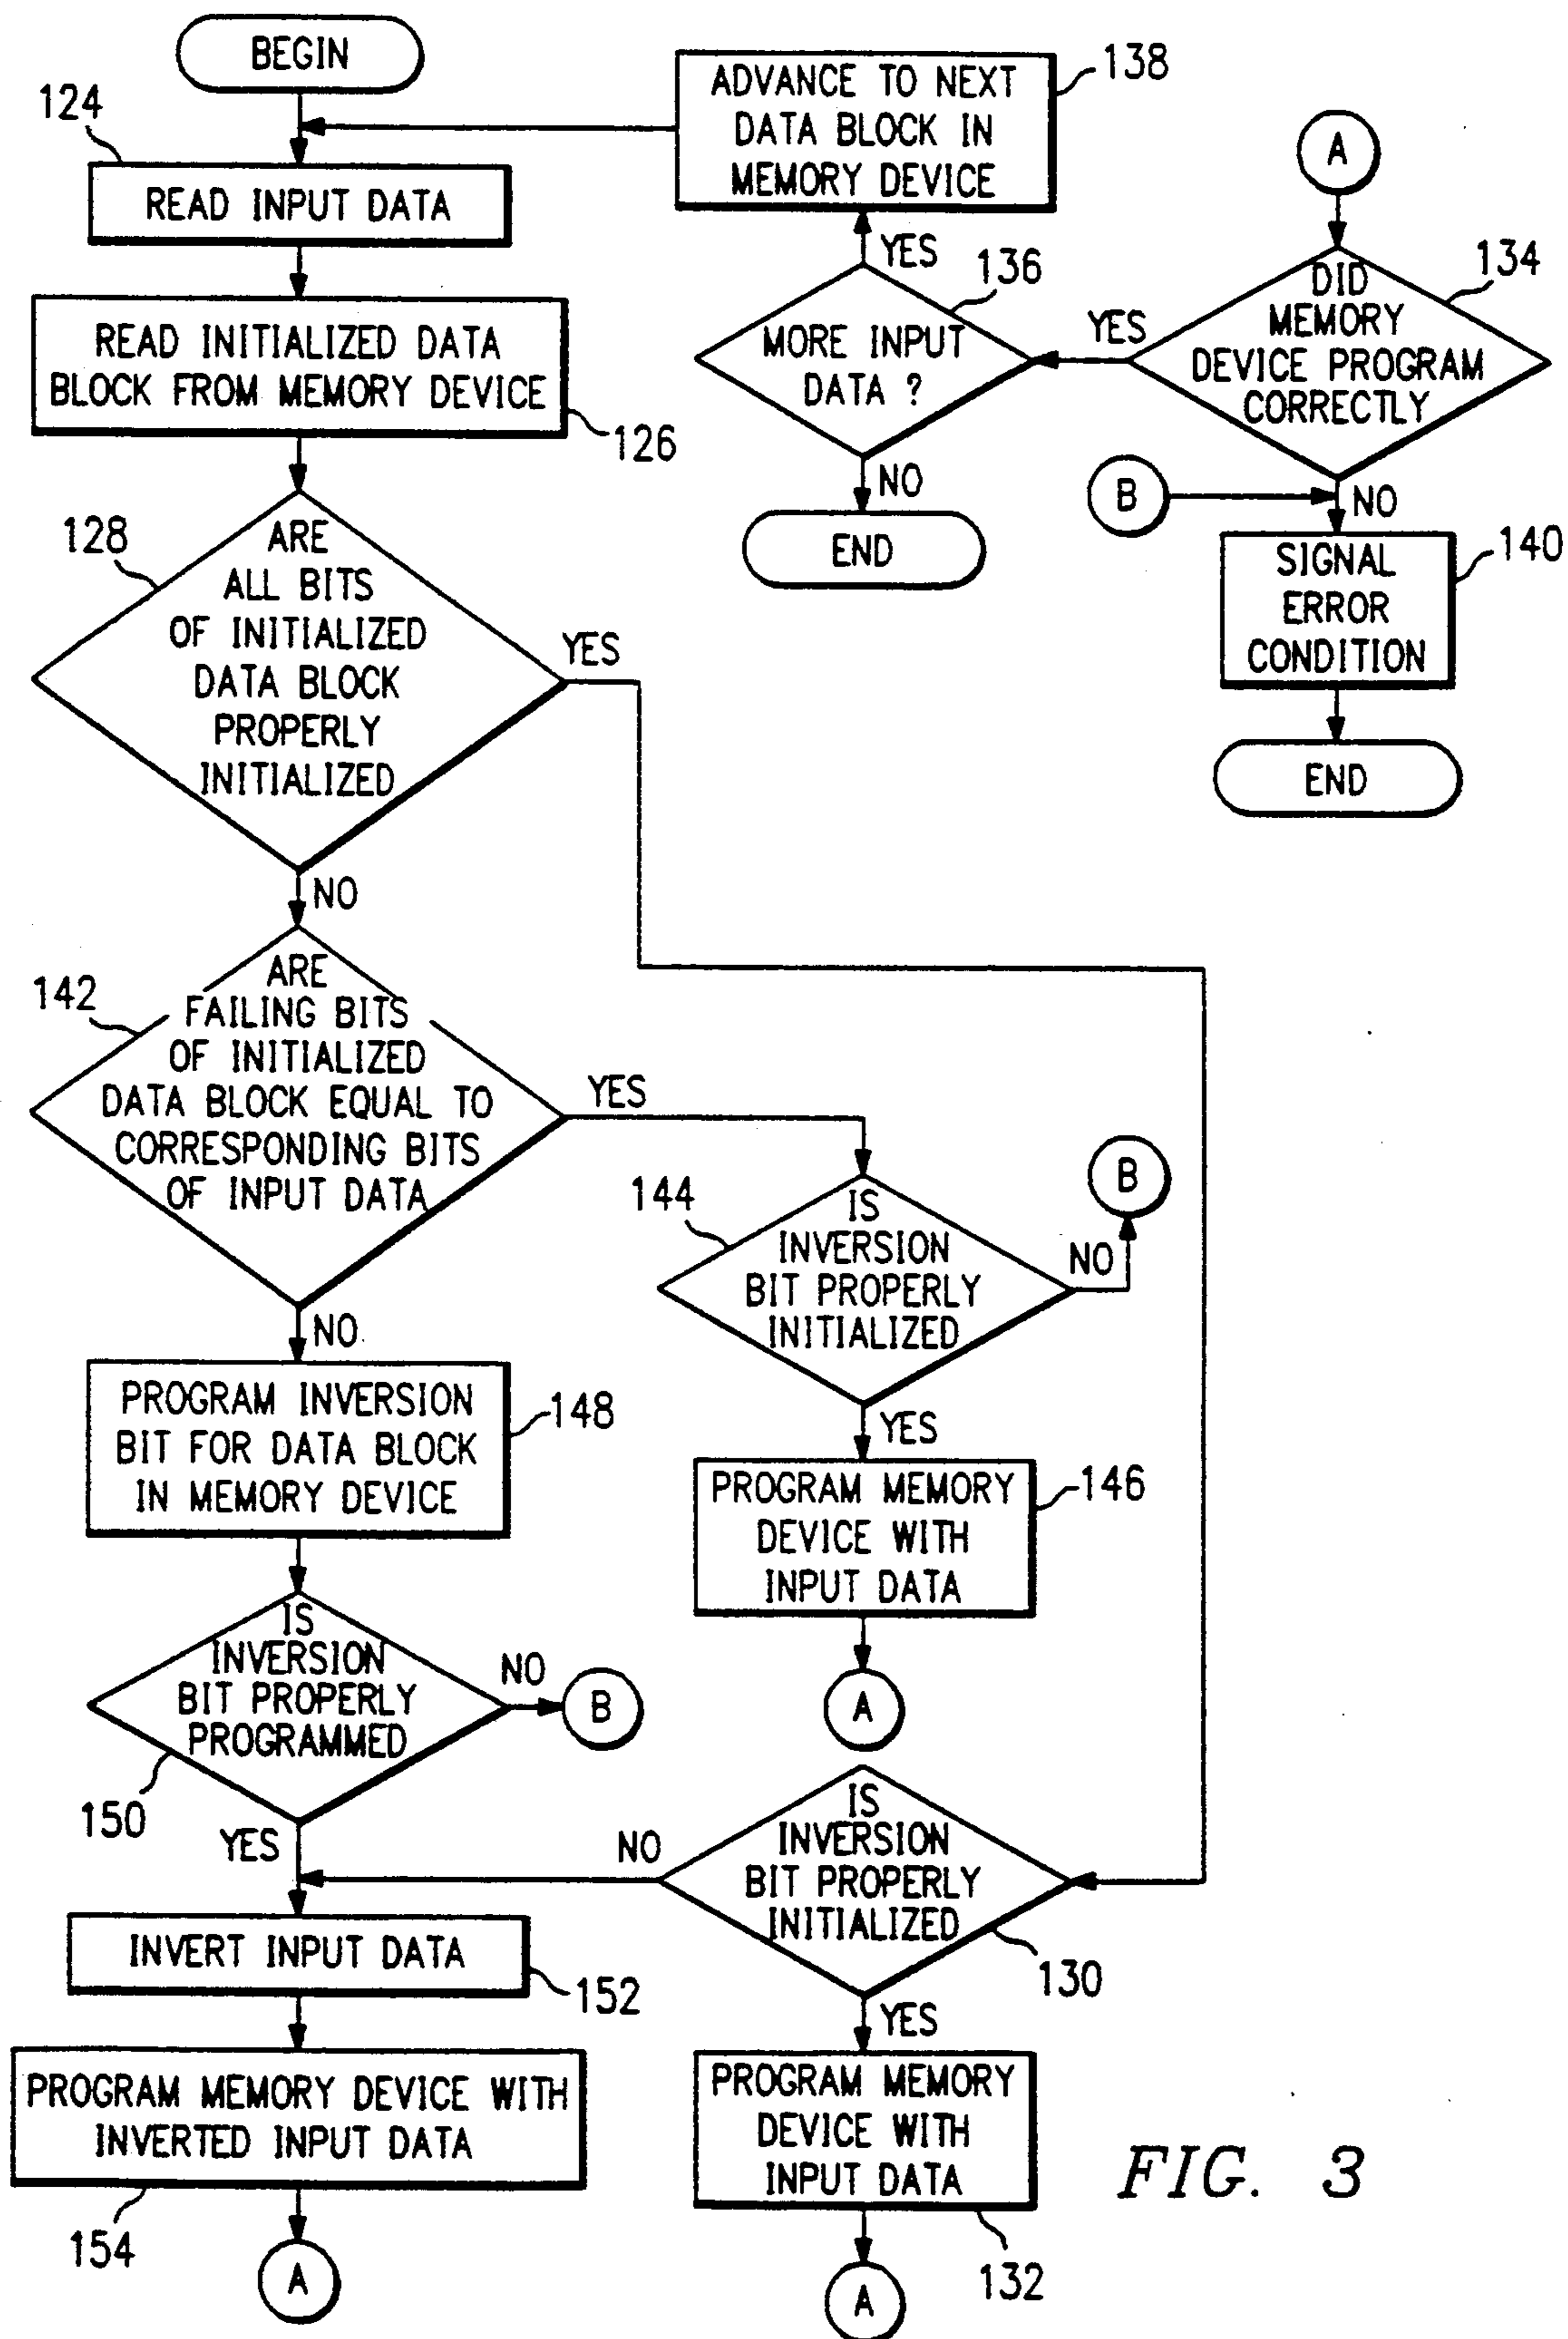 BEGIN
124
READ INPUT DATA
READ INITIALIZED DATA
BLOCK FROM MEMORY DEVICE
126
128
ARE
ALL BITS
OF INITIALIZED
DATA BLOCK
PROPERLY
INITIALIZED
YES
NO
142
ARE
FAILING BITS
OF INITIALIZED
DATA BLOCK EQUAL TO
CORRESPONDING BITS
OF INPUT DATA
YES
NO
PROGRAM INVERSION
BIT FOR DATA BLOCK
IN MEMORY DEVICE
148
IS
INVERSION
BIT PROPERLY
PROGRAMMED
NO
B
150
YES
INVERT INPUT DATA
152
PROGRAM MEMORY DEVICE WITH
INVERTED INPUT DATA
154
A
ADVANCE TO NEXT
DATA BLOCK IN
MEMORY DEVICE
138
YES
136
MORE INPUT
DATA ?
NO
END
A
134
DID
MEMORY
DEVICE PROGRAM
CORRECTLY
YES
B
NO
SIGNAL
ERROR
CONDITION
140
END
144
IS
INVERSION
BIT PROPERLY
INITIALIZED
NO
B
YES
PROGRAM MEMORY
DEVICE WITH
INPUT DATA
146
A
IS
INVERSION
BIT PROPERLY
INITIALIZED
NO
130
YES
PROGRAM MEMORY
DEVICE WITH
INPUT DATA
132
A
FIG. 3